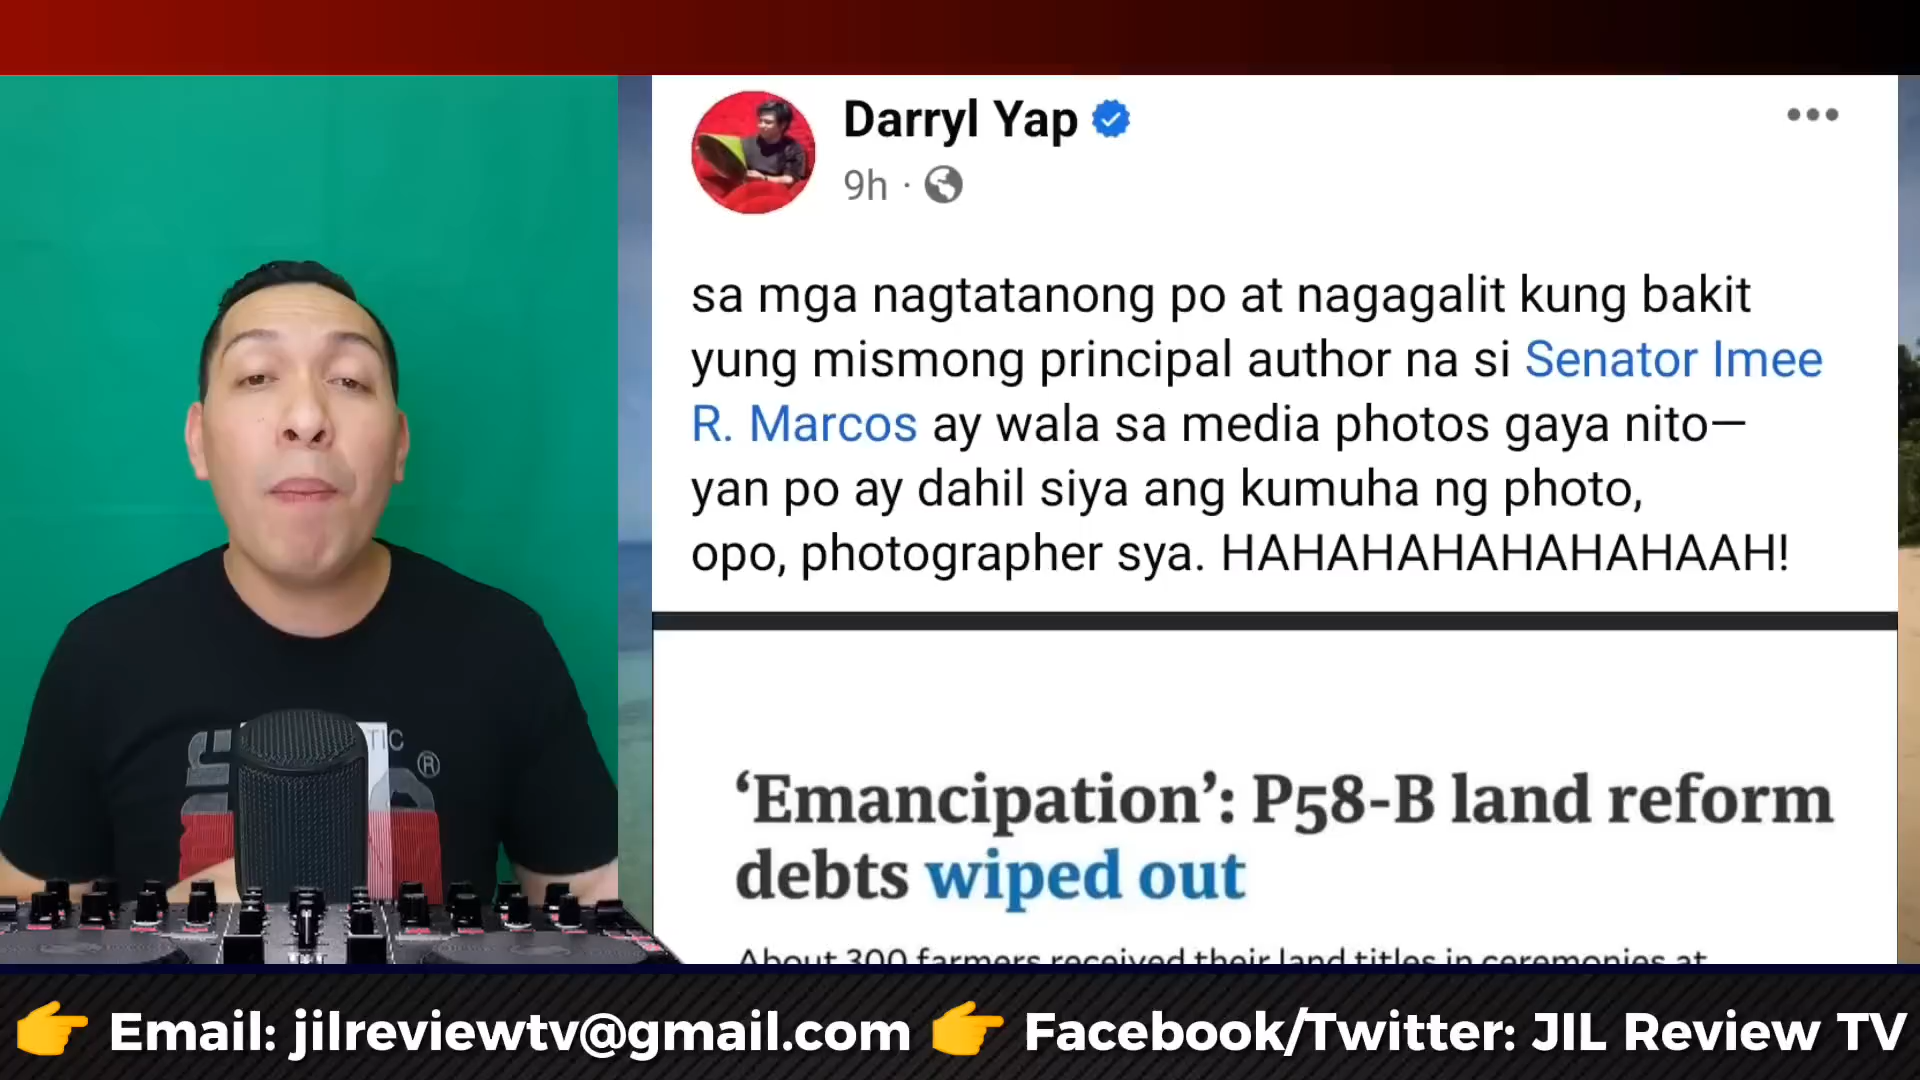 Darryl Yap
9h ·
sa mga nagtatanong po at nagagalit kung bakit
yung mismong principal author na si Senator Imee
R. Marcos ay wala sa media photos gaya nito—
yan po ay dahil siya ang kumuha ng photo,
opo, photographer sya. HAHAHAHAHAHAHAHAAH!
‘Emancipation’: P58-B land reform
debts wiped out
About 300 farmers received their land titles in ceremonies at
TIC
®
Email: jilreviewtv@gmail.com Facebook/Twitter: JIL Review TV